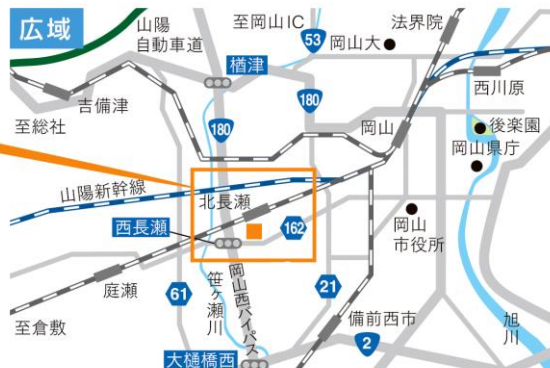 広域
山陽
自動車道
至岡山IC
53
岡山大
法界院
楢津
吉備津
180
180
西川原
至総社
岡山
後楽園
岡山県庁
山陽新幹線
北長瀬
西長瀬
162
岡山
市役所
庭瀬
61
笹ヶ瀬川
岡山西バイパス
21
備前西市
旭川
至倉敷
2
大樋橋西